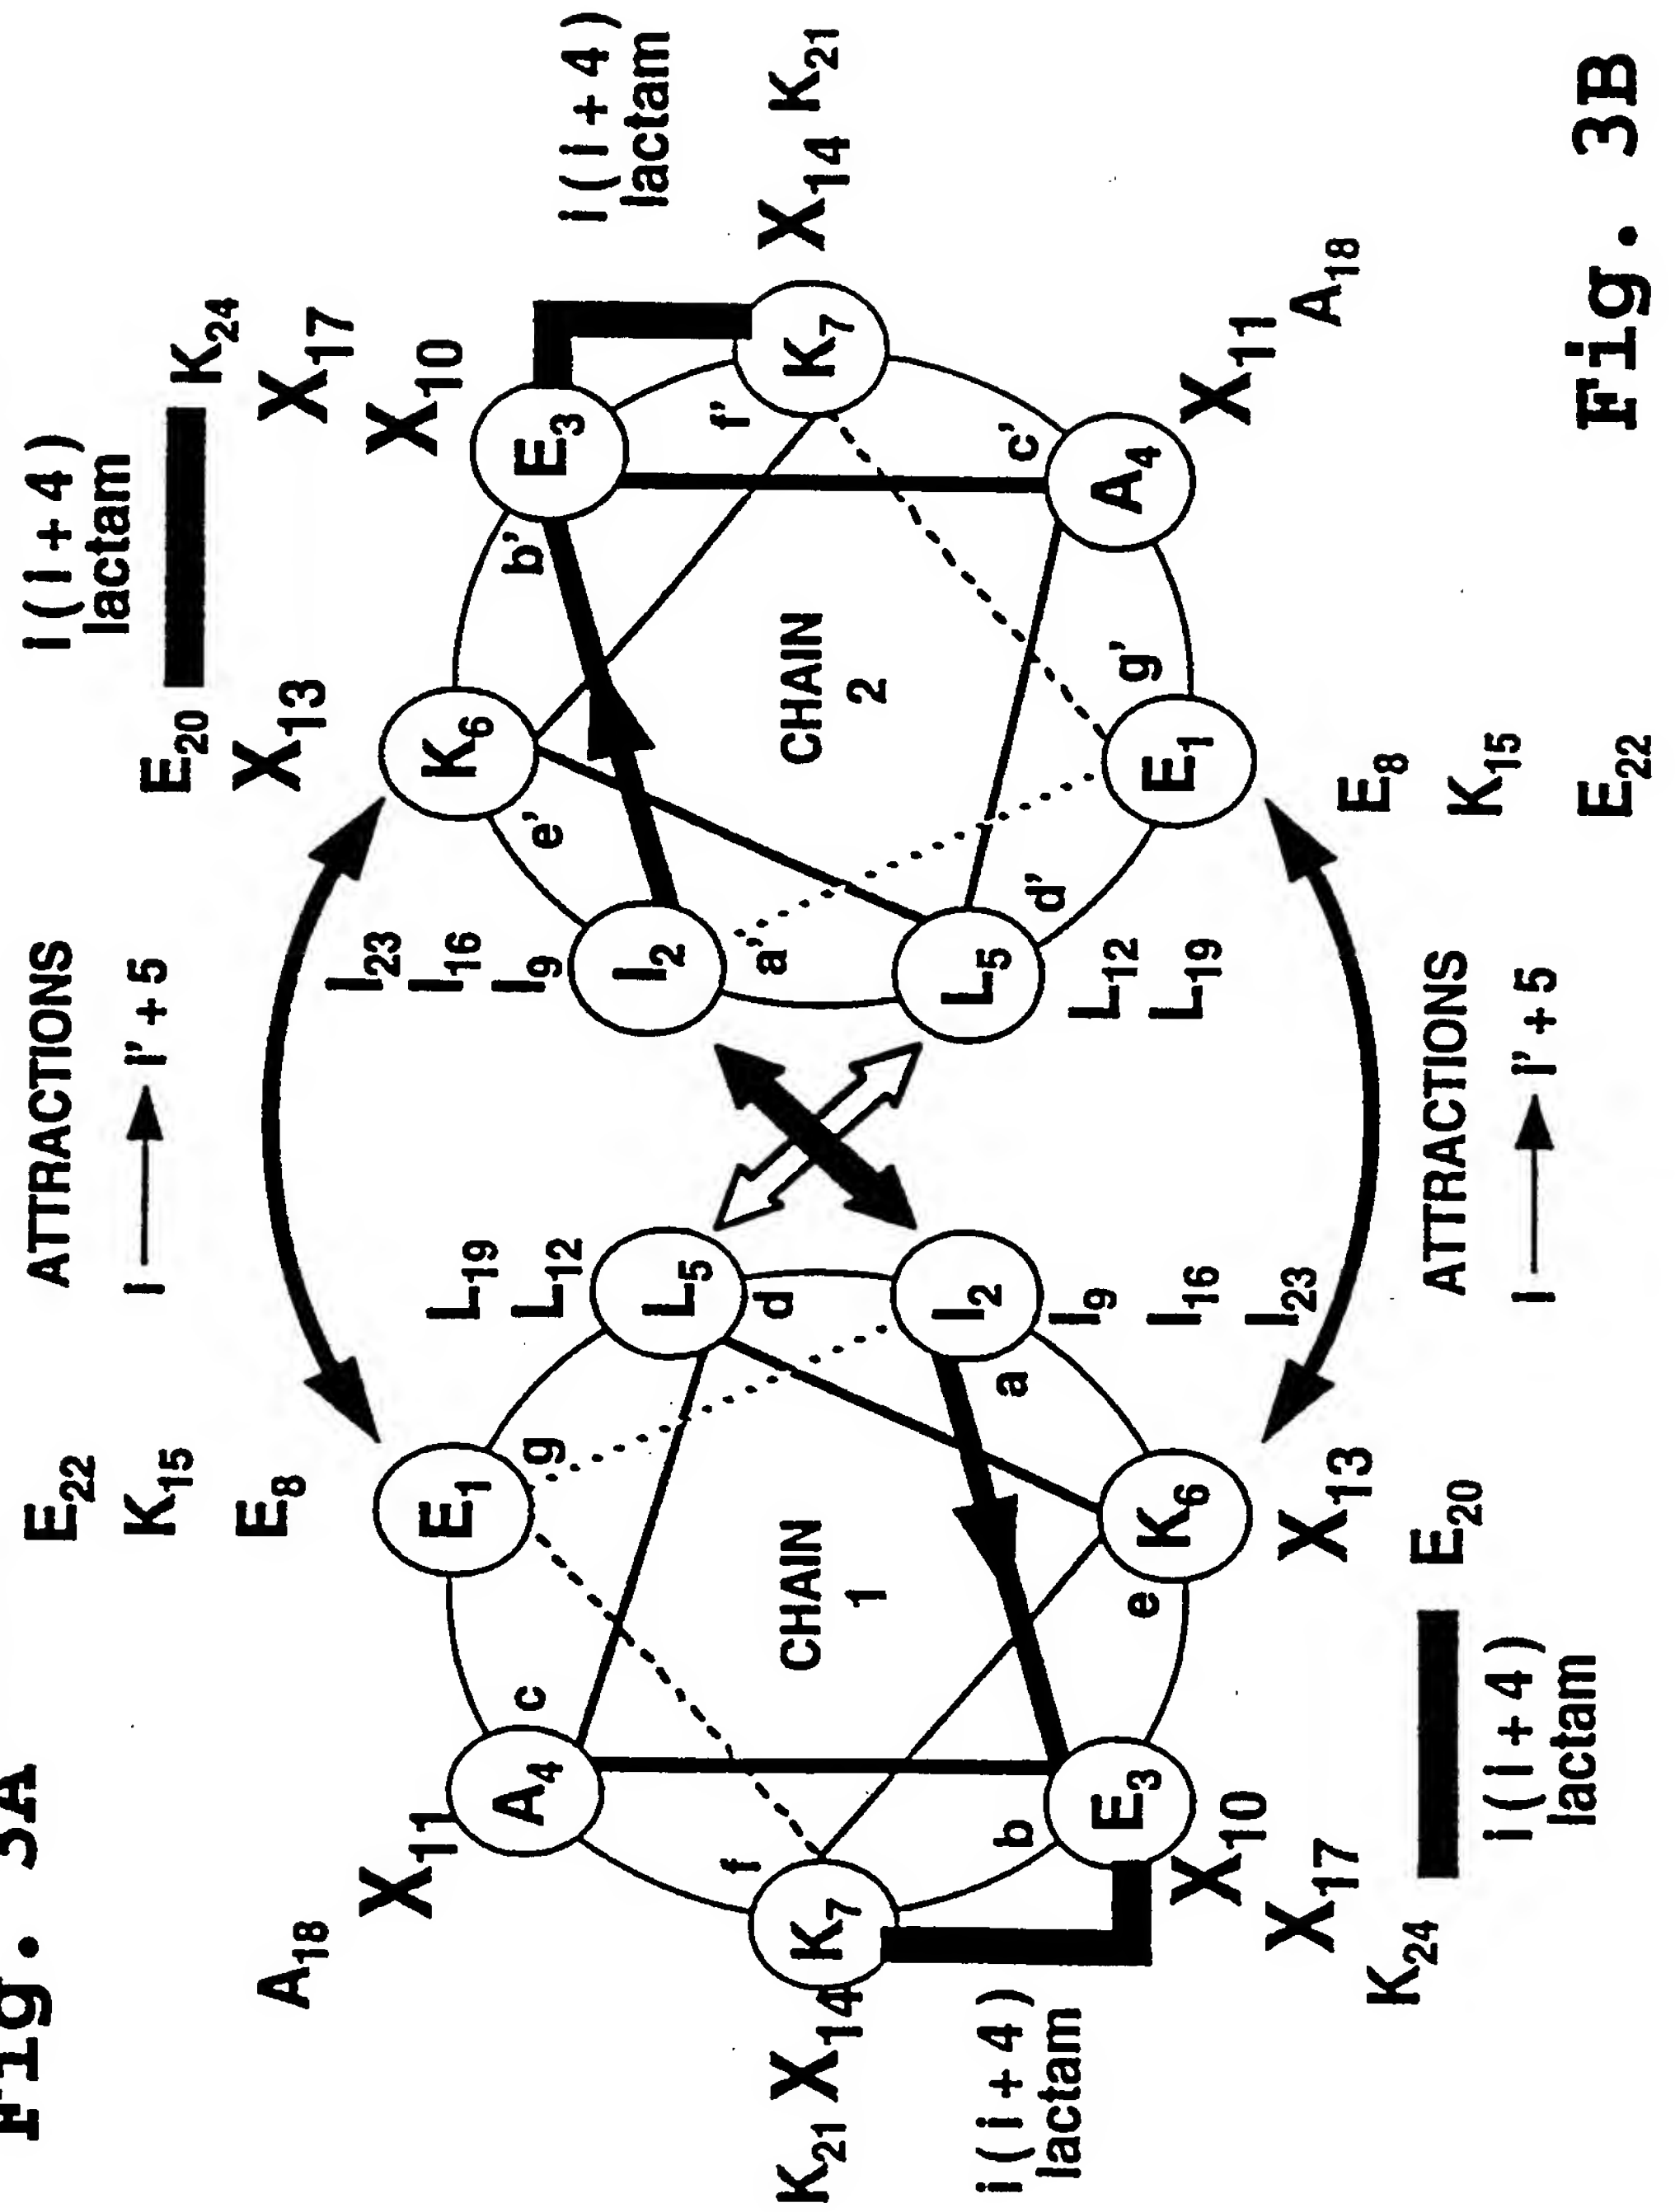 Fig. 3A
Fig. 3B
ATTRACTIONS
i → i' + 5
E22
K15
E8
E1
g
L19
L12
L5
d
I2
a
I9
I16
I23
K6
e
X13
E20
i ( i + 4 )
lactam
E3
b
X10
X17
K24
K7
f
K21 X14
i ( i + 4 )
lactam
A4
c
X11
A18
CHAIN
1
ATTRACTIONS
i → i' + 5
i ( i + 4 )
lactam
E20
K24
X13
X17
X10
K6
e'
E3
b'
i ( i + 4 )
lactam
K7
f'
X14 K21
A4
c'
X11
A18
I23
I16
I9
I2
a'
L5
d'
L12
L19
E1
g'
E8
K15
E22
CHAIN
2